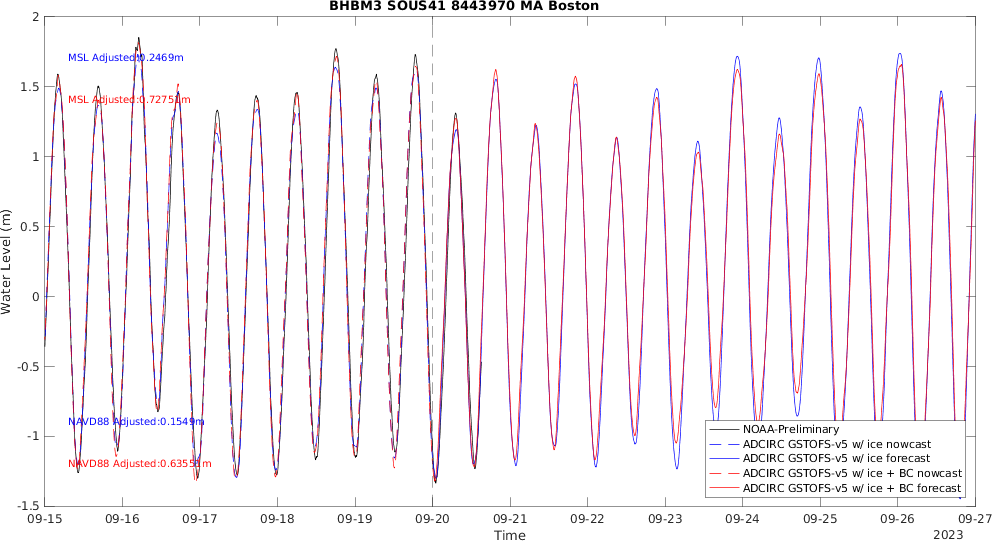 BHBM3 SOUS41 8443970 MA Boston
2
1.5
1
0.5
0
-0.5
-1
-1.5
Water Level (m)
MSL Adjusted:0.2469m
MSL Adjusted:0.72751m
NAVD88 Adjusted:0.1549m
NAVD88 Adjusted:0.63551m
NOAA-Preliminary
ADCIRC GSTOFS-v5 w/ ice nowcast
ADCIRC GSTOFS-v5 w/ ice forecast
ADCIRC GSTOFS-v5 w/ ice + BC nowcast
ADCIRC GSTOFS-v5 w/ ice + BC forecast
09-15 09-16 09-17 09-18 09-19 09-20 09-21 09-22 09-23 09-24 09-25 09-26 09-27
Time
2023